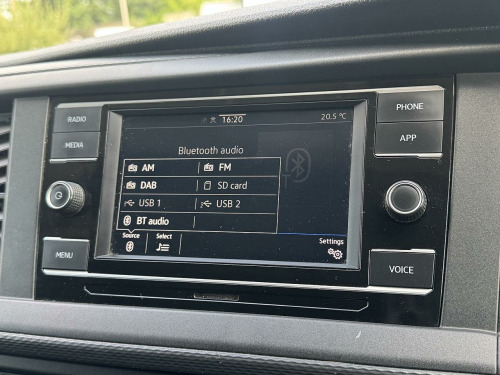 RADIO
MEDIA
MENU
16:20
20.5 °C
Bluetooth audio
AM
FM
DAB
SD card
USB 1
USB 2
BT audio
Source
Select
Settings
PHONE
APP
VOICE